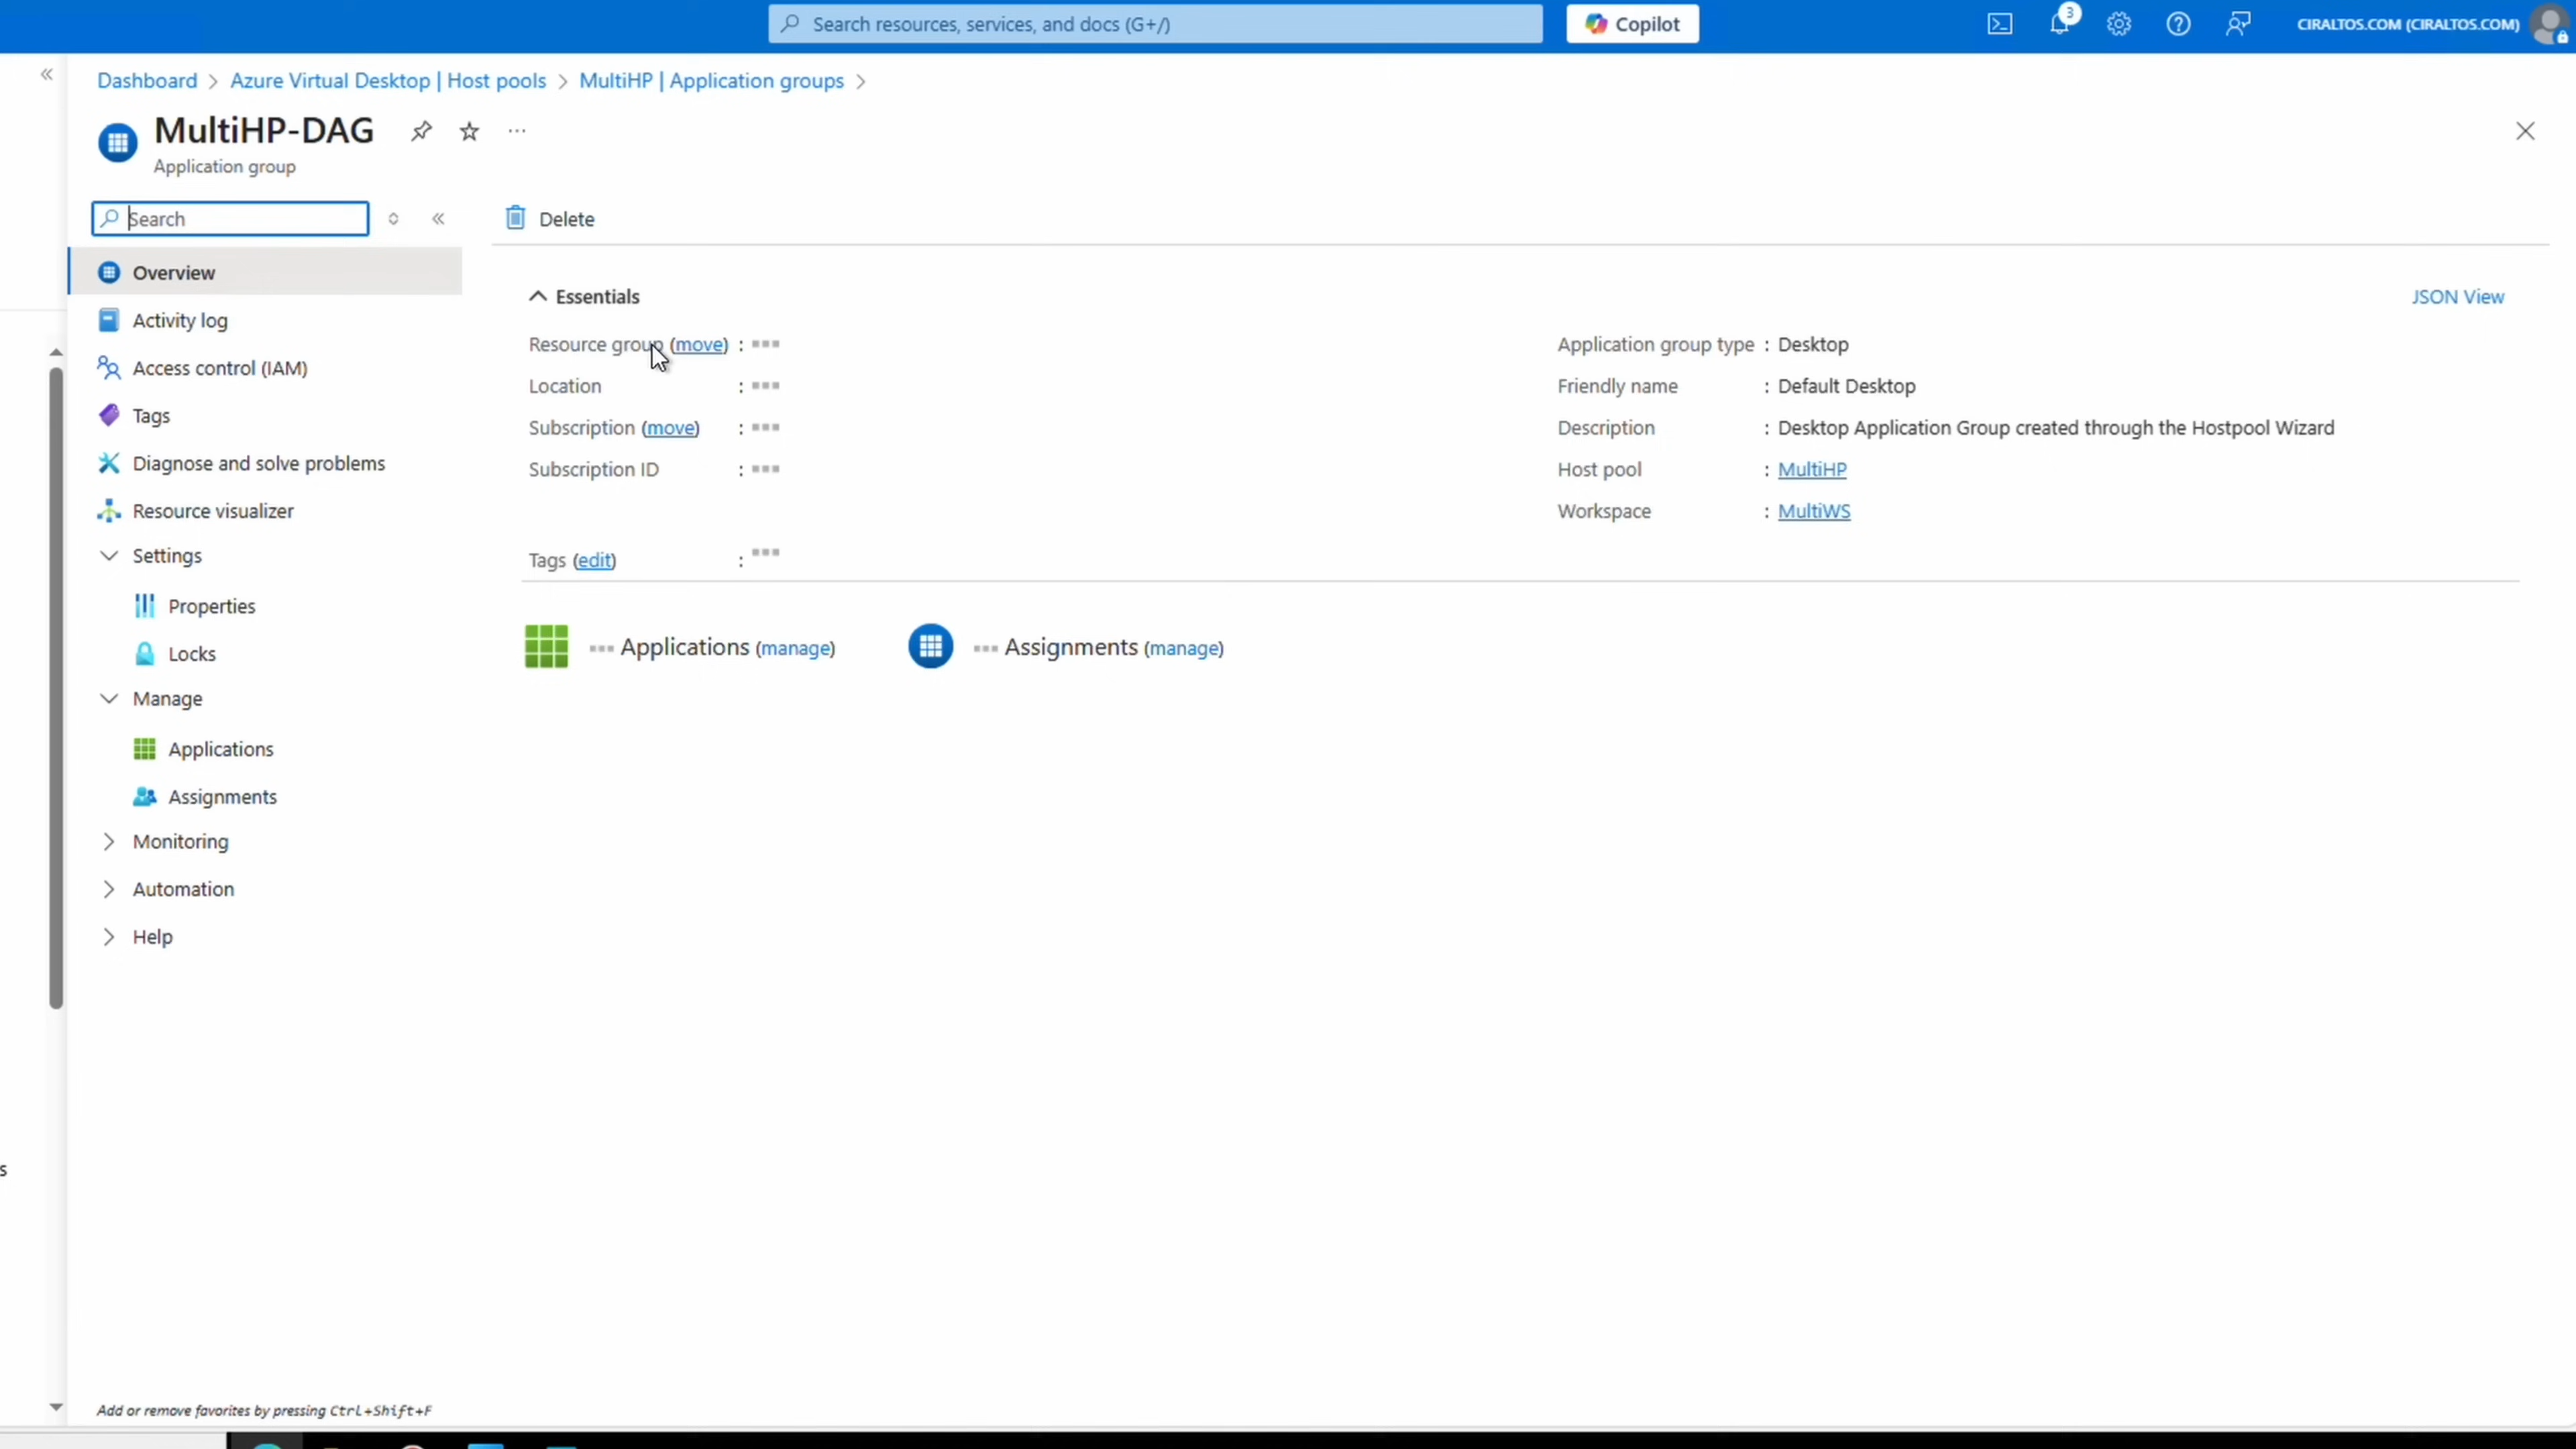 Search resources, services, and docs (G+/)
Copilot
3
CIRALTOS.COM (CIRALTOS.COM)
Dashboard > Azure Virtual Desktop | Host pools > MultiHP | Application groups >
MultiHP-DAG
Application group
Search
Delete
Overview
Activity log
Access control (IAM)
Tags
Diagnose and solve problems
Resource visualizer
Settings
Properties
Locks
Manage
Applications
Assignments
Monitoring
Automation
Help
Essentials
JSON View
Resource group (move) :
Location :
Subscription (move) :
Subscription ID :
Tags (edit) :
Application group type : Desktop
Friendly name : Default Desktop
Description : Desktop Application Group created through the Hostpool Wizard
Host pool : MultiHP
Workspace : MultiWS
Applications (manage)
Assignments (manage)
s
Add or remove favorites by pressing Ctrl+Shift+F